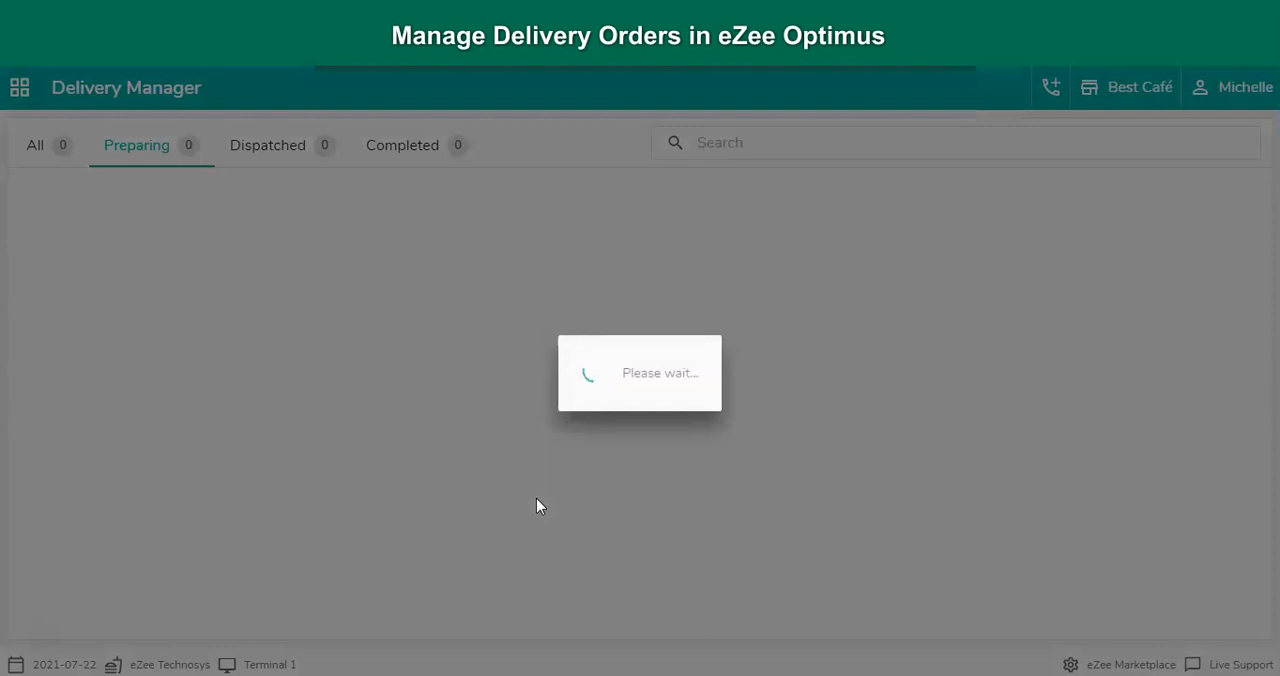 Manage Delivery Orders in eZee Optimus
Delivery Manager
Best Café
Michelle
All 0
Preparing 0
Dispatched 0
Completed 0
Search
Please wait...
2021-07-22
eZee Technosys
Terminal 1
eZee Marketplace
Live Support